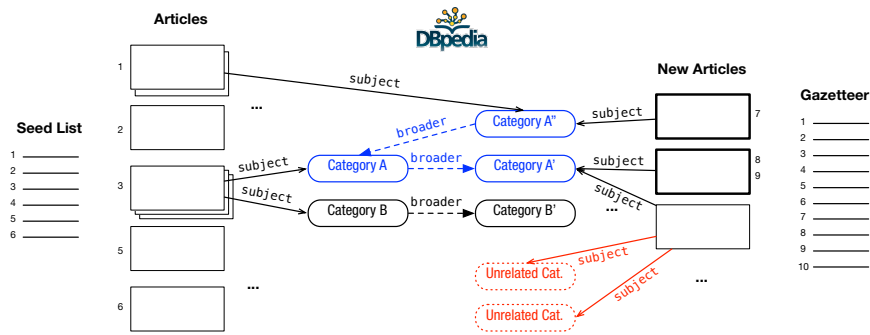 Articles
DBpedia
New Articles
Gazetteer
Seed List
1
2
3
4
5
6
1
2
3
5
6
...
...
subject
subject
subject
broader
broader
broader
Category A"
Category A
Category A'
Category B
Category B'
Unrelated Cat.
Unrelated Cat.
subject
subject
subject
subject
subject
...
...
7
8
9
1
2
3
4
5
6
7
8
9
10